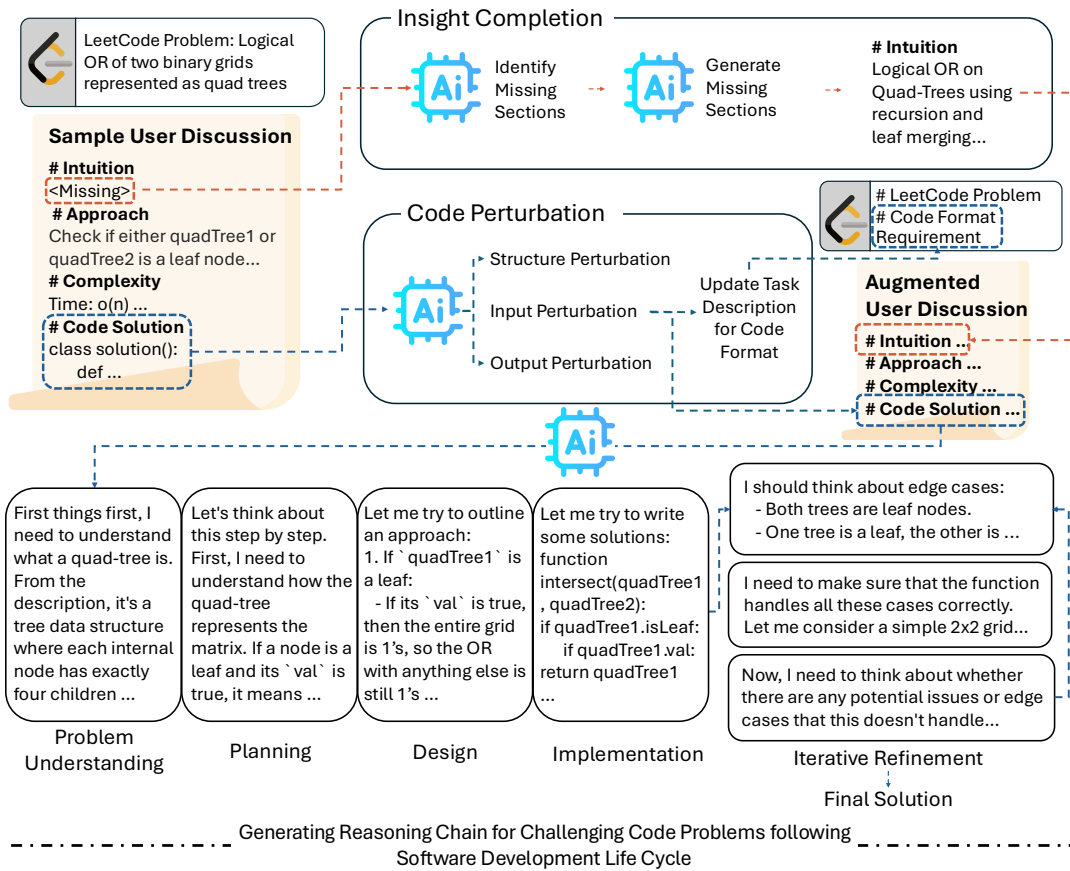 Insight Completion
LeetCode Problem: Logical
OR of two binary grids
represented as quad trees
Ai
Identify
Missing
Sections
Ai
Generate
Missing
Sections
# Intuition
Logical OR on
Quad-Trees using
recursion and
leaf merging...
Sample User Discussion
# Intuition
<Missing>
# Approach
Check if either quadTree1 or
quadTree2 is a leaf node...
# Complexity
Time: o(n) ...
# Code Solution
class solution():
def ...
Code Perturbation
Ai
Structure Perturbation
Input Perturbation
Output Perturbation
Update Task
Description
for Code
Format
# LeetCode Problem
# Code Format
Requirement
Augmented
User Discussion
# Intuition ...
# Approach ...
# Complexity ...
# Code Solution ...
Ai
First things first, I
need to understand
what a quad-tree is.
From the
description, it's a
tree data structure
where each internal
node has exactly
four children ...
Problem
Understanding
Let's think about
this step by step.
First, I need to
understand how the
quad-tree
represents the
matrix. If a node is a
leaf and its `val` is
true, it means ...
Planning
Let me try to outline
an approach:
1. If `quadTree1` is
a leaf:
- If its `val` is true,
then the entire grid
is 1's, so the OR
with anything else is
still 1's ...
Design
Let me try to write
some solutions:
function
intersect(quadTree1
, quadTree2):
if quadTree1.isLeaf:
if quadTree1.val:
return quadTree1
...
Implementation
I should think about edge cases:
- Both trees are leaf nodes.
- One tree is a leaf, the other is ...
I need to make sure that the function
handles all these cases correctly.
Let me consider a simple 2x2 grid...
Now, I need to think about whether
there are any potential issues or edge
cases that this doesn't handle...
Iterative Refinement
Final Solution
Generating Reasoning Chain for Challenging Code Problems following
Software Development Life Cycle